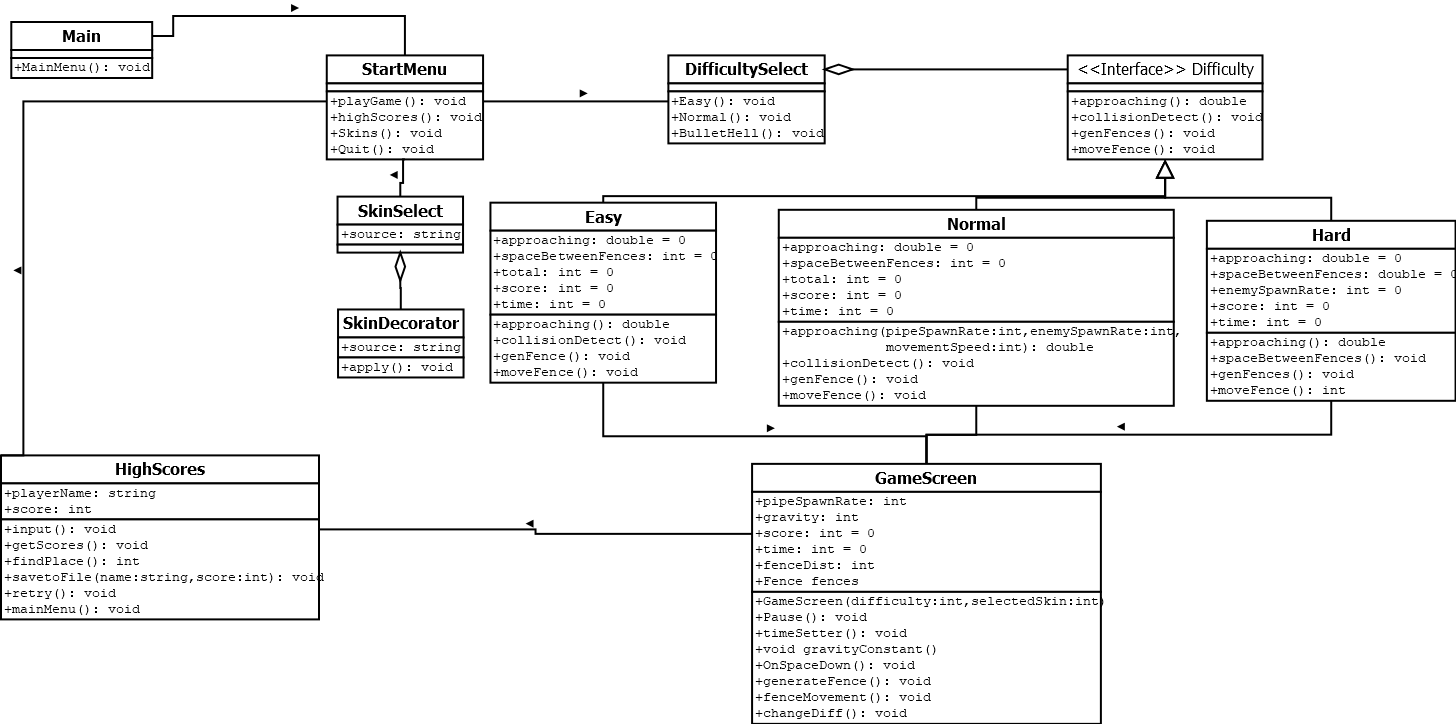 Main
+MainMenu(): void
StartMenu
+playGame(): void
+highScores(): void
+Skins(): void
+Quit(): void
DifficultySelect
+Easy(): void
+Normal(): void
+BulletHell(): void
<<Interface>> Difficulty
+approaching(): double
+collisionDetect(): void
+genFences(): void
+moveFence(): void
SkinSelect
+source: string
SkinDecorator
+source: string
+apply(): void
Easy
+approaching: double = 0
+spaceBetweenFences: int = 0
+total: int = 0
+score: int = 0
+time: int = 0
+approaching(): double
+collisionDetect(): void
+genFence(): void
+moveFence(): void
Normal
+approaching: double = 0
+spaceBetweenFences: int = 0
+total: int = 0
+score: int = 0
+time: int = 0
+approaching(pipeSpawnRate:int,enemySpawnRate:int,
movementSpeed:int): double
+collisionDetect(): void
+genFence(): void
+moveFence(): void
Hard
+approaching: double = 0
+spaceBetweenFences: double = 0
+enemySpawnRate: int = 0
+score: int = 0
+time: int = 0
+approaching(): double
+spaceBetweenFences(): void
+genFences(): void
+moveFence(): int
HighScores
+playerName: string
+score: int
+input(): void
+getScores(): void
+findPlace(): int
+savetoFile(name:string,score:int): void
+retry(): void
+mainMenu(): void
GameScreen
+pipeSpawnRate: int
+gravity: int
+score: int = 0
+time: int = 0
+fenceDist: int
+Fence fences
+GameScreen(difficulty:int,selectedSkin:int)
+Pause(): void
+timeSetter(): void
+void gravityConstant()
+OnSpaceDown(): void
+generateFence(): void
+fenceMovement(): void
+changeDiff(): void